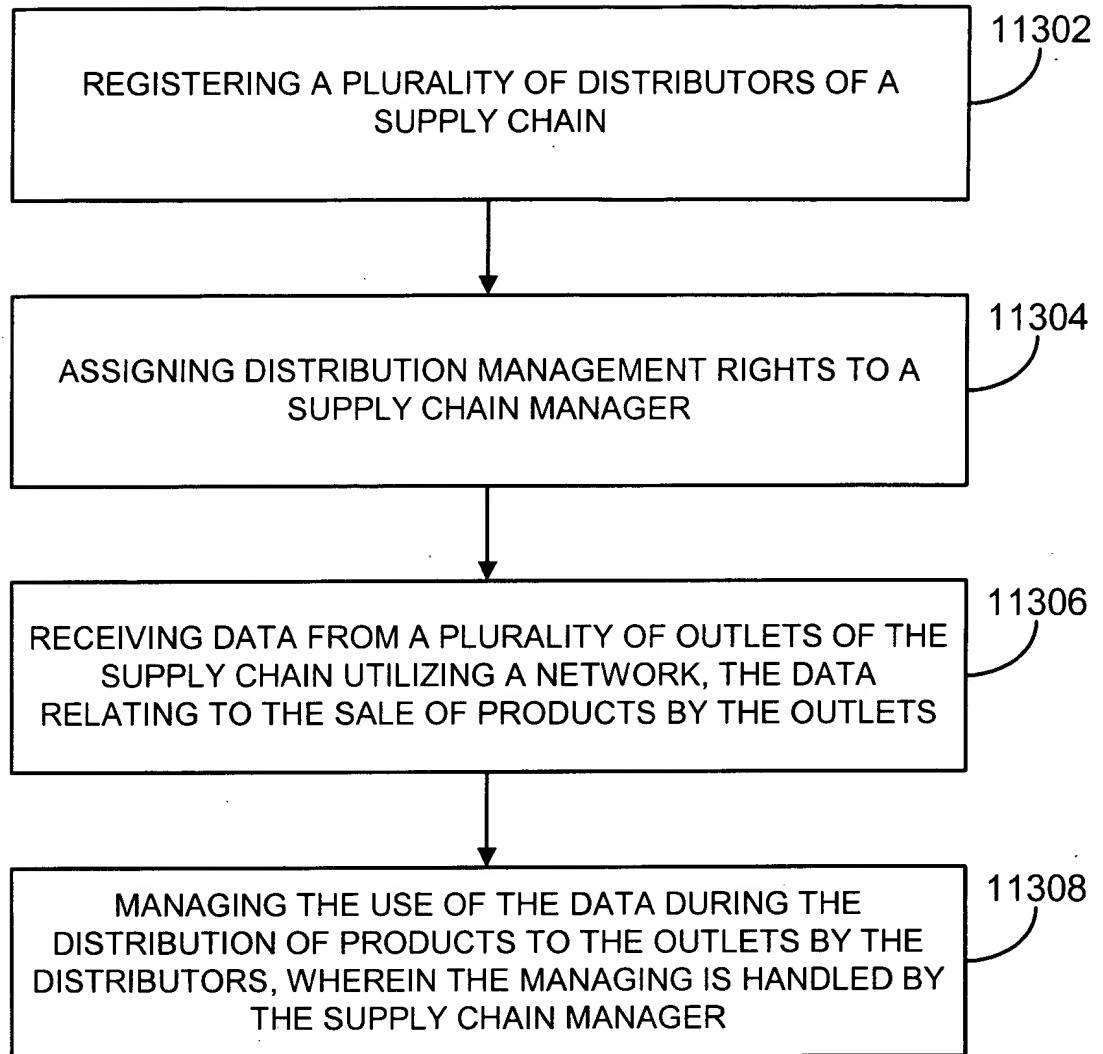 11302
REGISTERING A PLURALITY OF DISTRIBUTORS OF A
SUPPLY CHAIN
11304
ASSIGNING DISTRIBUTION MANAGEMENT RIGHTS TO A
SUPPLY CHAIN MANAGER
11306
RECEIVING DATA FROM A PLURALITY OF OUTLETS OF THE
SUPPLY CHAIN UTILIZING A NETWORK, THE DATA
RELATING TO THE SALE OF PRODUCTS BY THE OUTLETS
11308
MANAGING THE USE OF THE DATA DURING THE
DISTRIBUTION OF PRODUCTS TO THE OUTLETS BY THE
DISTRIBUTORS, WHEREIN THE MANAGING IS HANDLED BY
THE SUPPLY CHAIN MANAGER